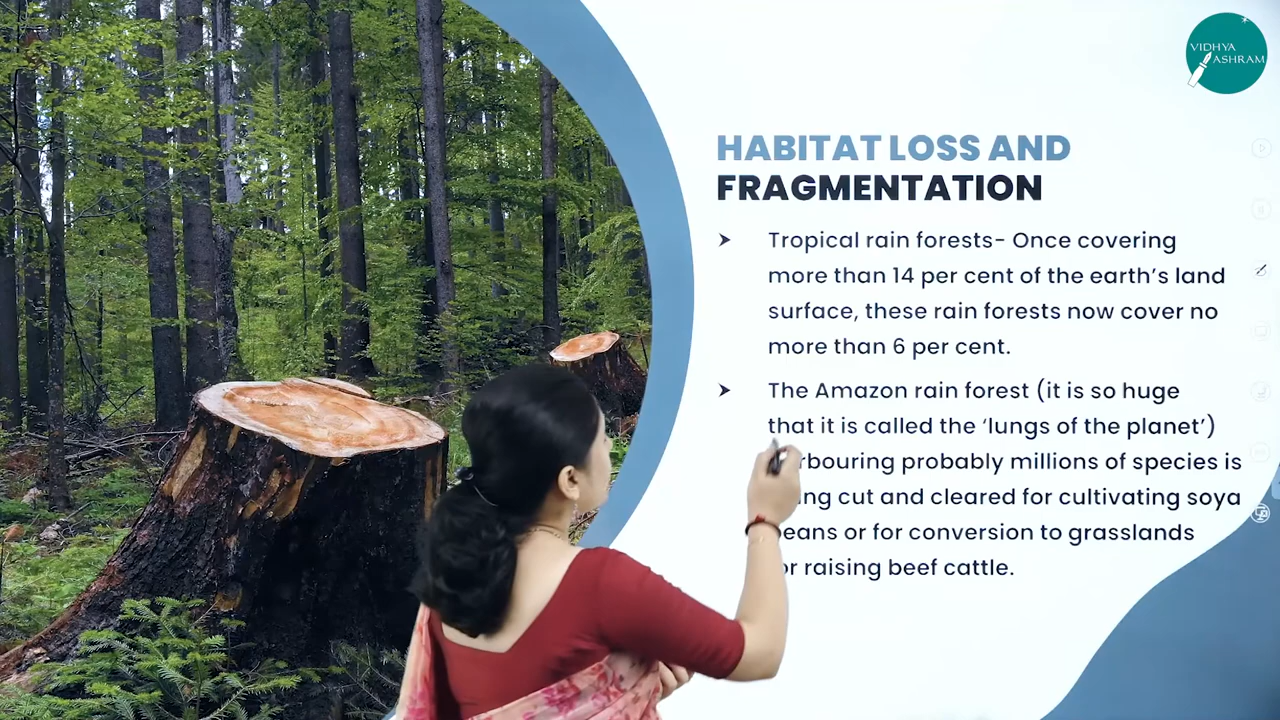 VIDHYA
ASHRAM
HABITAT LOSS AND
FRAGMENTATION
➤ Tropical rain forests- Once covering
more than 14 per cent of the earth's land
surface, these rain forests now cover no
more than 6 per cent.
➤ The Amazon rain forest (it is so huge
that it is called the ‘lungs of the planet’)
probably millions of species is
cut and cleared for cultivating soya
or for conversion to grasslands
raising beef cattle.